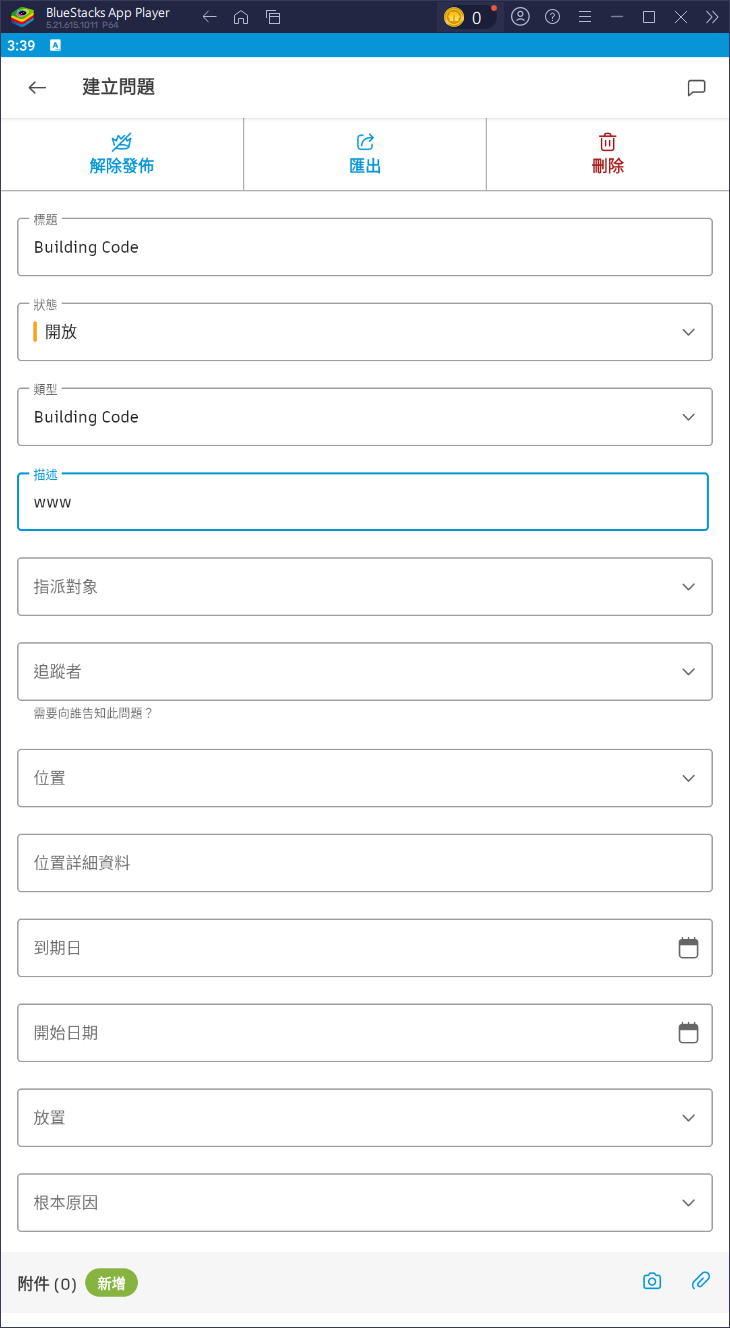 BlueStacks App Player
5.21.615.1011 P64
0
3:39
A
建立問題
解除發佈
匯出
刪除
標題
Building Code
狀態
開放
類型
Building Code
描述
www
指派對象
追蹤者
需要向誰告知此問題？
位置
位置詳細資料
到期日
開始日期
放置
根本原因
附件 (0) 新增